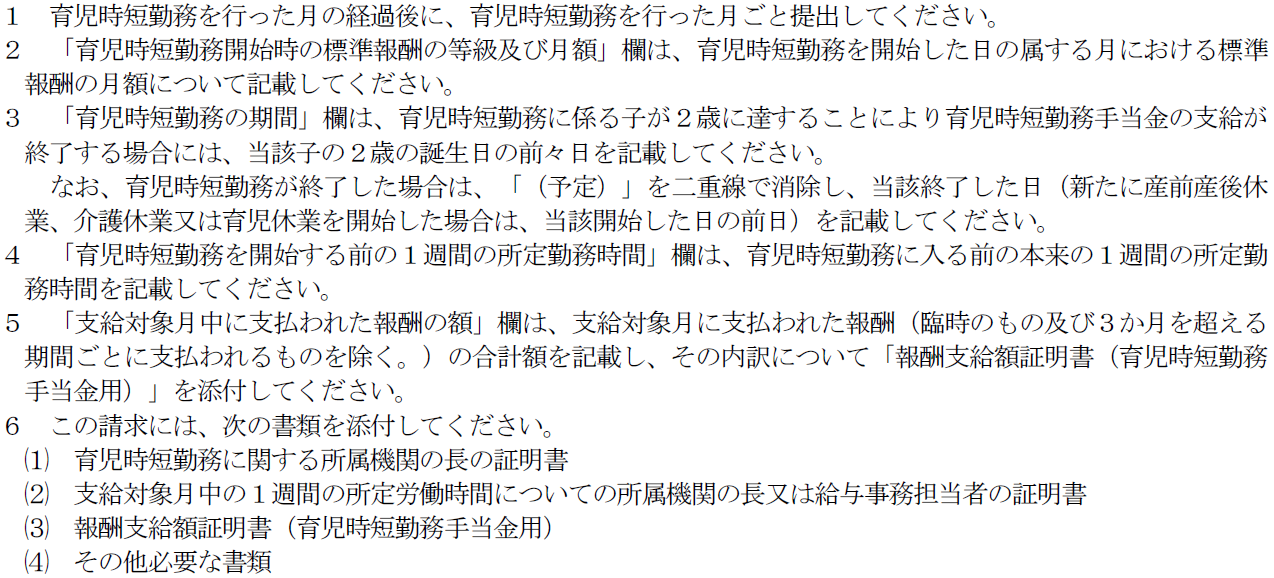 １　育児時短勤務を行った月の経過後に、育児時短勤務を行った月ごと提出してください。
２　「育児時短勤務開始時の標準報酬の等級及び月額」欄は、育児時短勤務を開始した日の属する月における標準
報酬の月額について記載してください。
３　「育児時短勤務の期間」欄は、育児時短勤務に係る子が２歳に達することにより育児時短勤務手当金の支給が
終了する場合には、当該子の２歳の誕生日の前々日を記載してください。
なお、育児時短勤務が終了した場合は、「（予定）」を二重線で消除し、当該終了した日（新たに産前産後休
業、介護休業又は育児休業を開始した場合は、当該開始した日の前日）を記載してください。
４　「育児時短勤務を開始する前の１週間の所定勤務時間」欄は、育児時短勤務に入る前の本来の１週間の所定勤
務時間を記載してください。
５　「支給対象月中に支払われた報酬の額」欄は、支給対象月に支払われた報酬（臨時のもの及び３か月を超える
期間ごとに支払われるものを除く。）の合計額を記載し、その内訳について「報酬支給額証明書（育児時短勤務
手当金用）」を添付してください。
６　この請求には、次の書類を添付してください。
⑴　育児時短勤務に関する所属機関の長の証明書
⑵　支給対象月中の１週間の所定労働時間についての所属機関の長又は給与事務担当者の証明書
⑶　報酬支給額証明書（育児時短勤務手当金用）
⑷　その他必要な書類